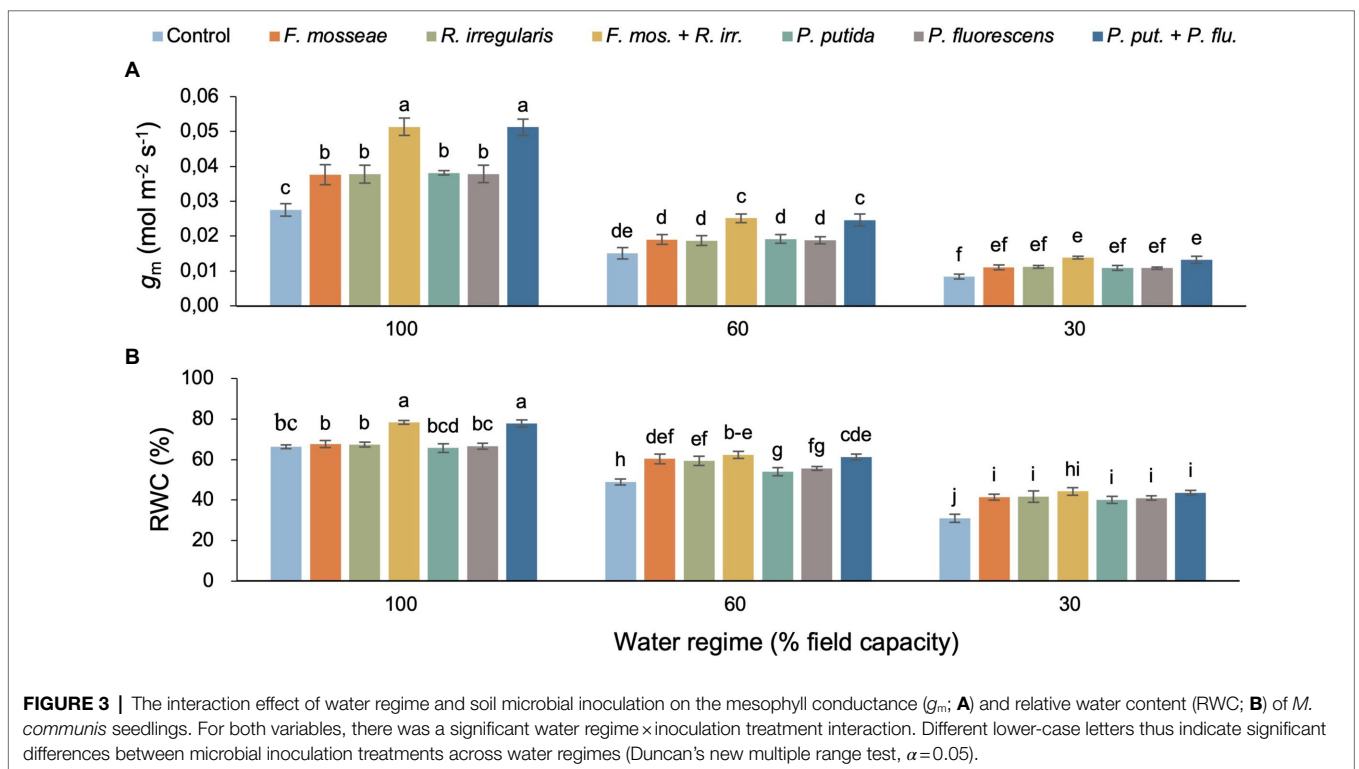 Control F. mosseae R. irregularis F. mos. + R. irr. P. putida P. fluorescens P. put. + P. flu.
A
gm (mol m-2 s-1)
0,06
0,05
0,04
0,03
0,02
0,01
0,00
c b b a b b a
de d d c d d c
f ef ef e ef ef e
100 60 30
B
RWC (%)
100
80
60
40
20
0
bc b b a bcd bc a
h def ef b-e g fg cde
j i i hi i i i
100 60 30
Water regime (% field capacity)
FIGURE 3 | The interaction effect of water regime and soil microbial inoculation on the mesophyll conductance (gm; A) and relative water content (RWC; B) of M.
communis seedlings. For both variables, there was a significant water regime × inoculation treatment interaction. Different lower-case letters thus indicate significant
differences between microbial inoculation treatments across water regimes (Duncan's new multiple range test, α=0.05).